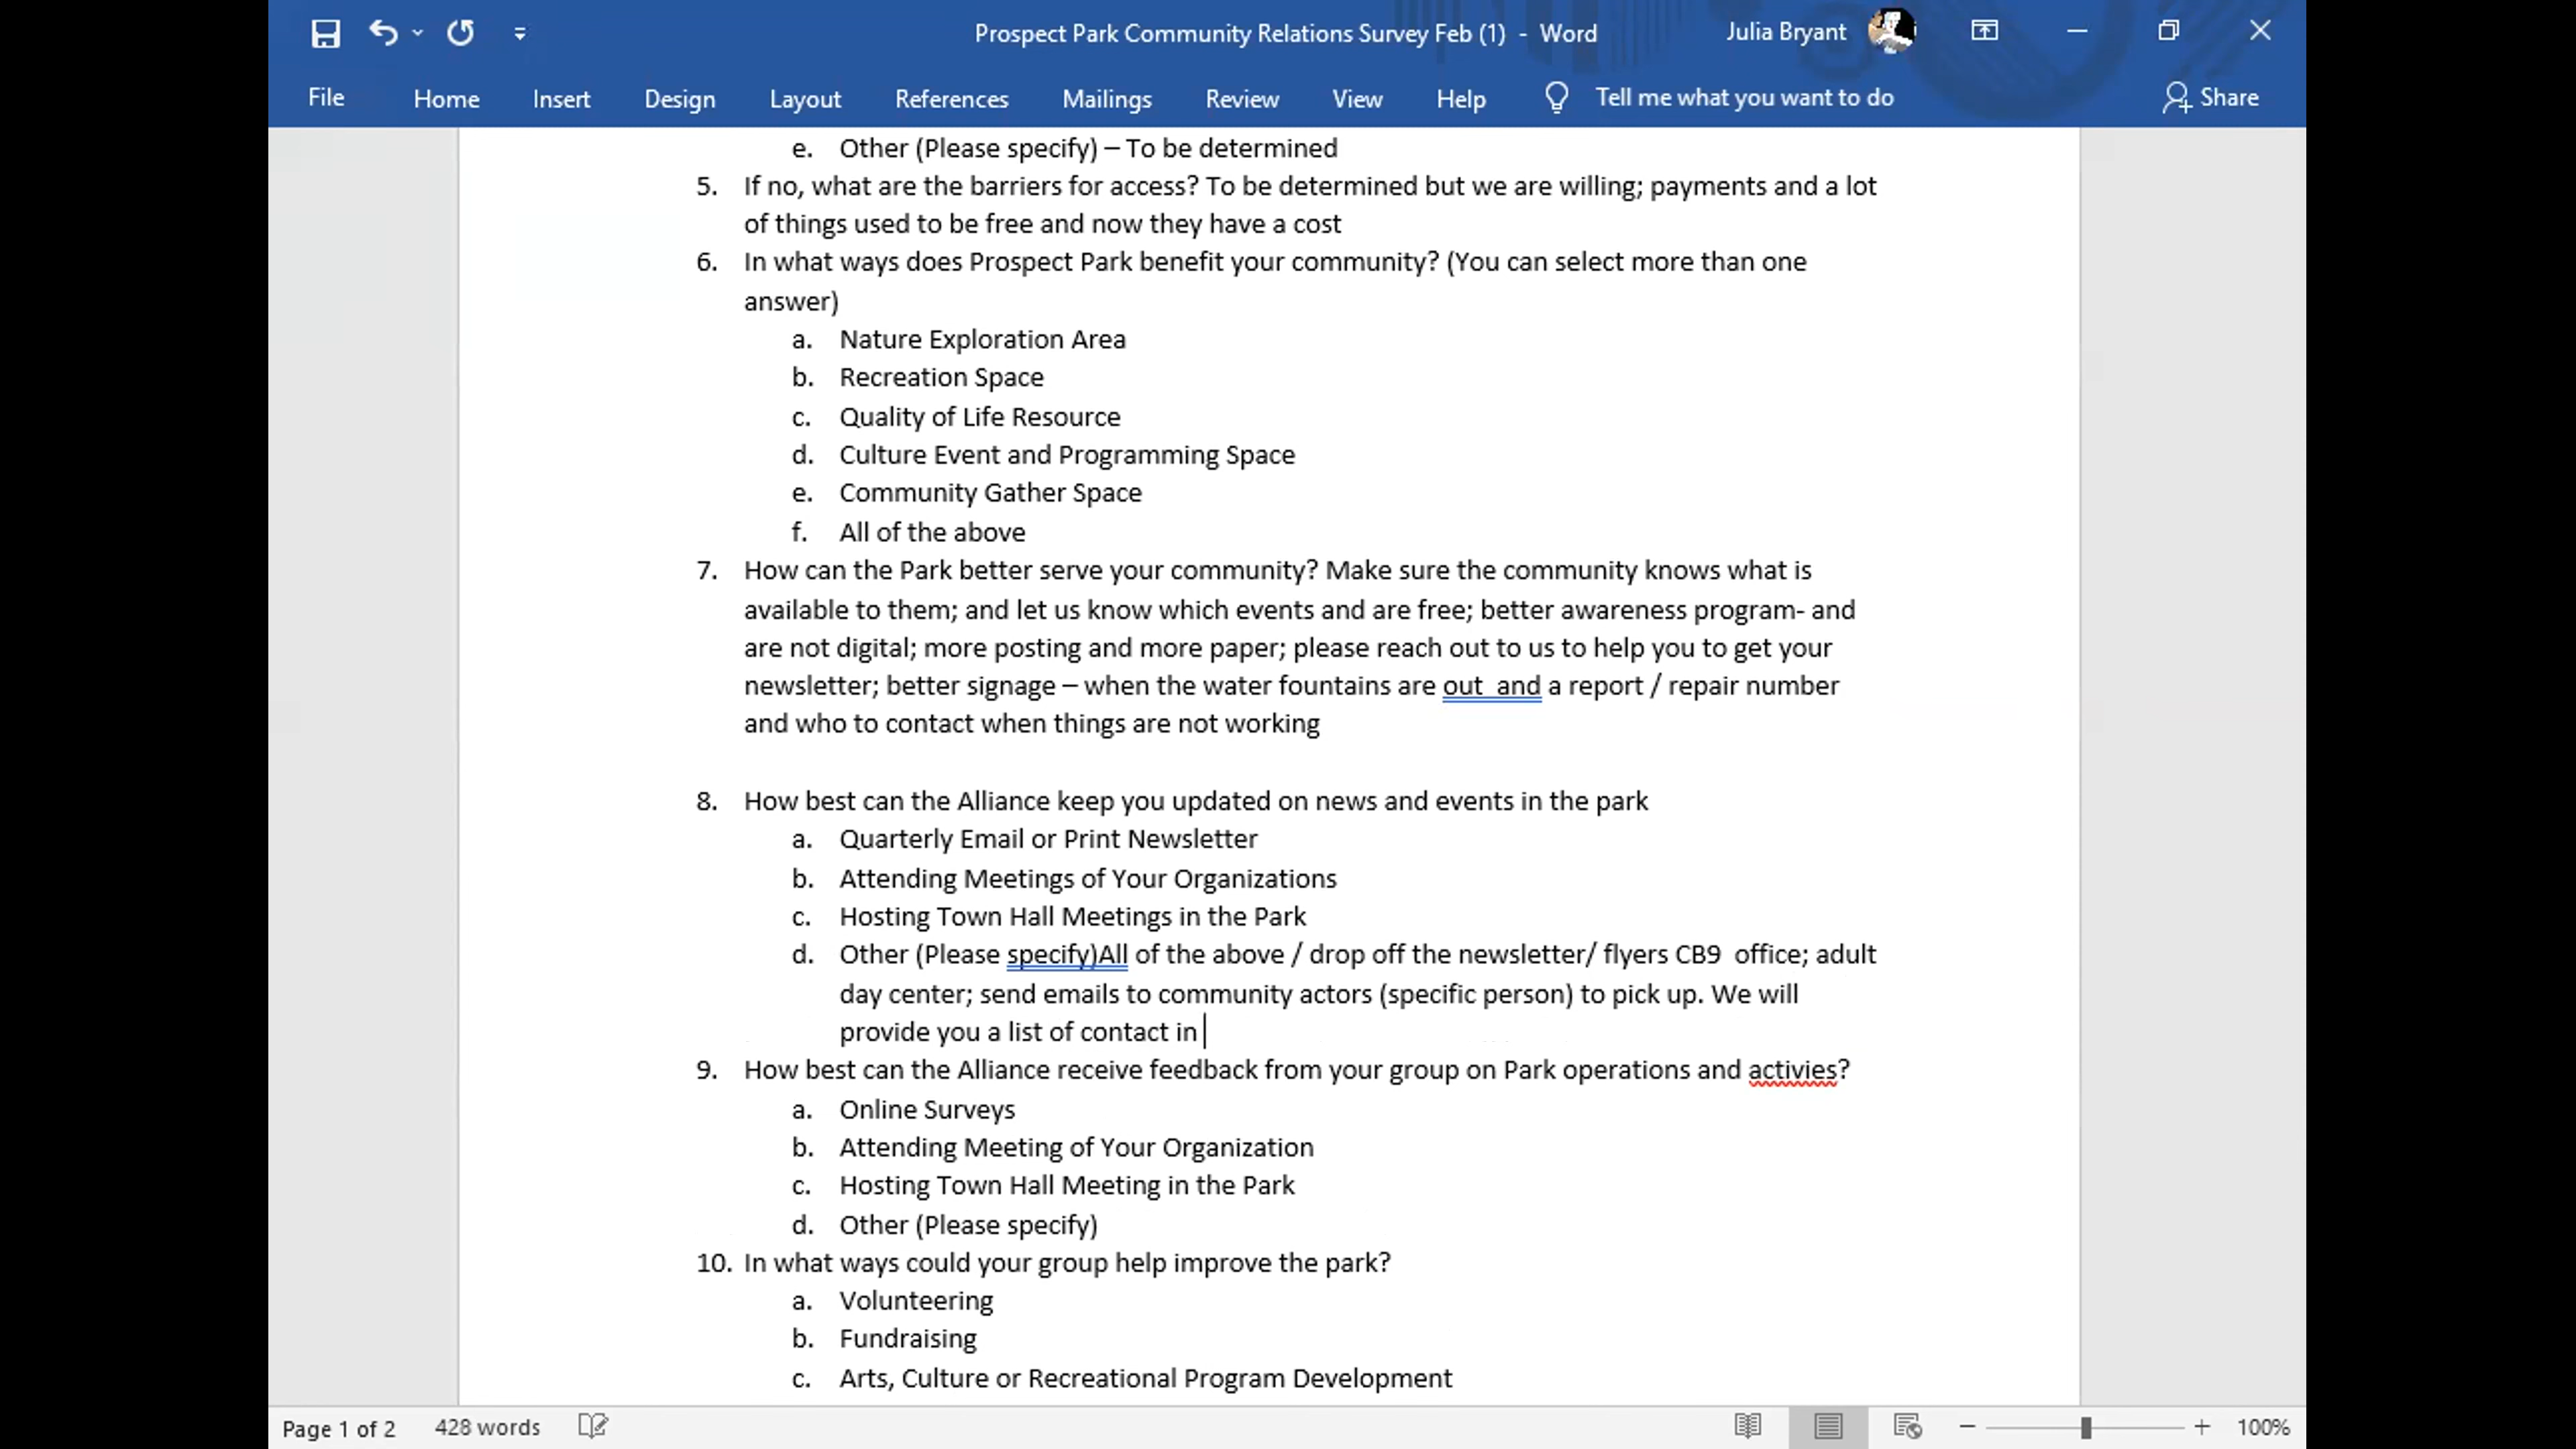 Prospect Park Community Relations Survey Feb (1) - Word
Julia Bryant
File Home Insert Design Layout References Mailings Review View Help Tell me what you want to do Share
e. Other (Please specify) – To be determined
5. If no, what are the barriers for access? To be determined but we are willing; payments and a lot
of things used to be free and now they have a cost
6. In what ways does Prospect Park benefit your community? (You can select more than one
answer)
a. Nature Exploration Area
b. Recreation Space
c. Quality of Life Resource
d. Culture Event and Programming Space
e. Community Gather Space
f. All of the above
7. How can the Park better serve your community? Make sure the community knows what is
available to them; and let us know which events and are free; better awareness program- and
are not digital; more posting and more paper; please reach out to us to help you to get your
newsletter; better signage – when the water fountains are out  and a report / repair number
and who to contact when things are not working
8. How best can the Alliance keep you updated on news and events in the park
a. Quarterly Email or Print Newsletter
b. Attending Meetings of Your Organizations
c. Hosting Town Hall Meetings in the Park
d. Other (Please specify)All of the above / drop off the newsletter/ flyers CB9  office; adult
day center; send emails to community actors (specific person) to pick up. We will
provide you a list of contact in
9. How best can the Alliance receive feedback from your group on Park operations and activies?
a. Online Surveys
b. Attending Meeting of Your Organization
c. Hosting Town Hall Meeting in the Park
d. Other (Please specify)
10. In what ways could your group help improve the park?
a. Volunteering
b. Fundraising
c. Arts, Culture or Recreational Program Development
Page 1 of 2 428 words 100%